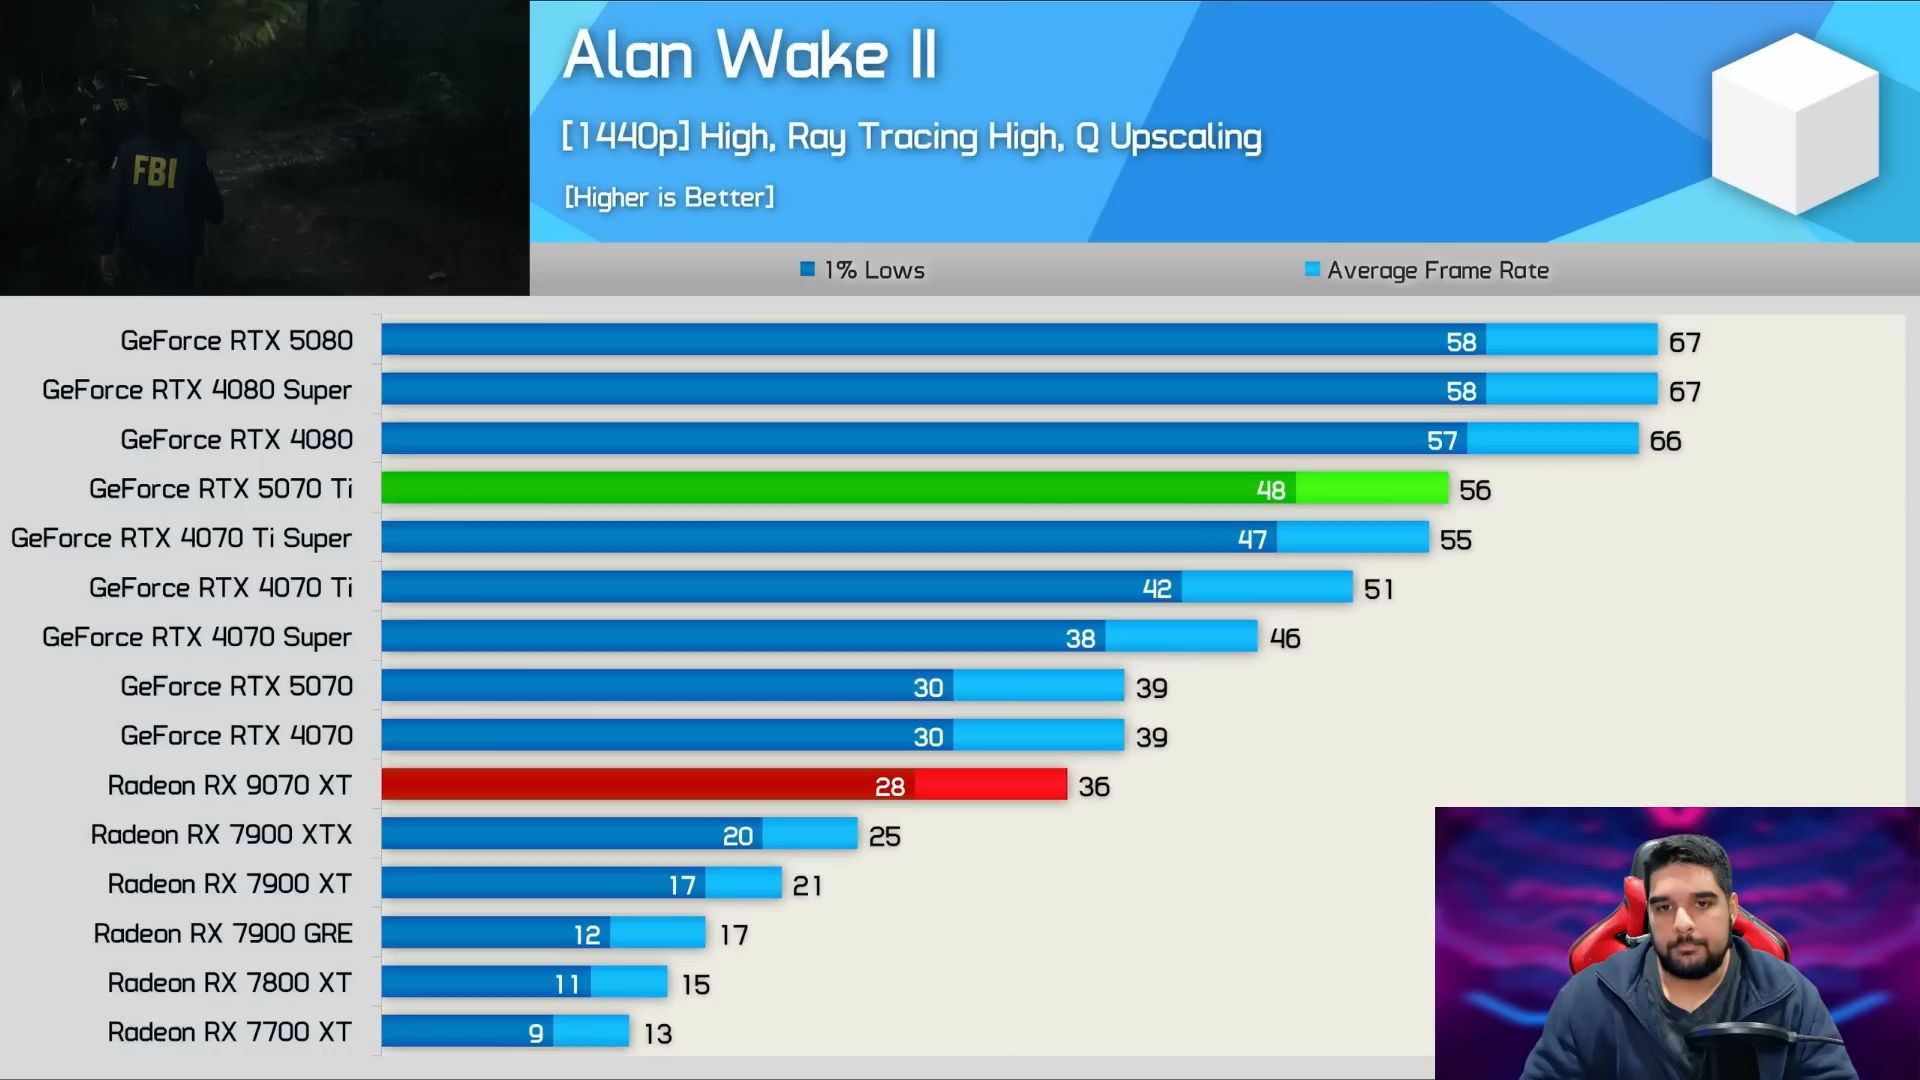 Alan Wake II
[1440p] High, Ray Tracing High, Q Upscaling
[Higher is Better]
FBI
FBI
1% Lows Average Frame Rate
GeForce RTX 5080 58 67
GeForce RTX 4080 Super 58 67
GeForce RTX 4080 57 66
GeForce RTX 5070 Ti 48 56
GeForce RTX 4070 Ti Super 47 55
GeForce RTX 4070 Ti 42 51
GeForce RTX 4070 Super 38 46
GeForce RTX 5070 30 39
GeForce RTX 4070 30 39
Radeon RX 9070 XT 28 36
Radeon RX 7900 XTX 20 25
Radeon RX 7900 XT 17 21
Radeon RX 7900 GRE 12 17
Radeon RX 7800 XT 11 15
Radeon RX 7700 XT 9 13